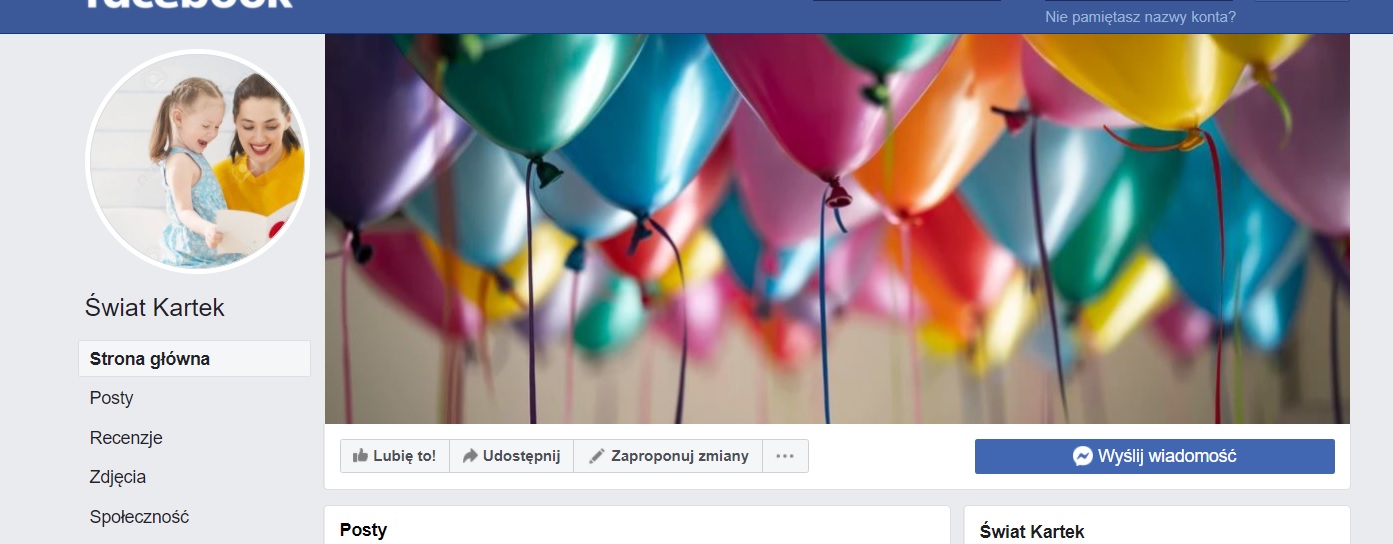 facebook
Nie pamiętasz nazwy konta?
Świat Kartek
Strona główna
Posty
Recenzje
Zdjęcia
Społeczność
Lubię to!
Udostępnij
Zaproponuj zmiany
Wyślij wiadomość
Posty
Świat Kartek